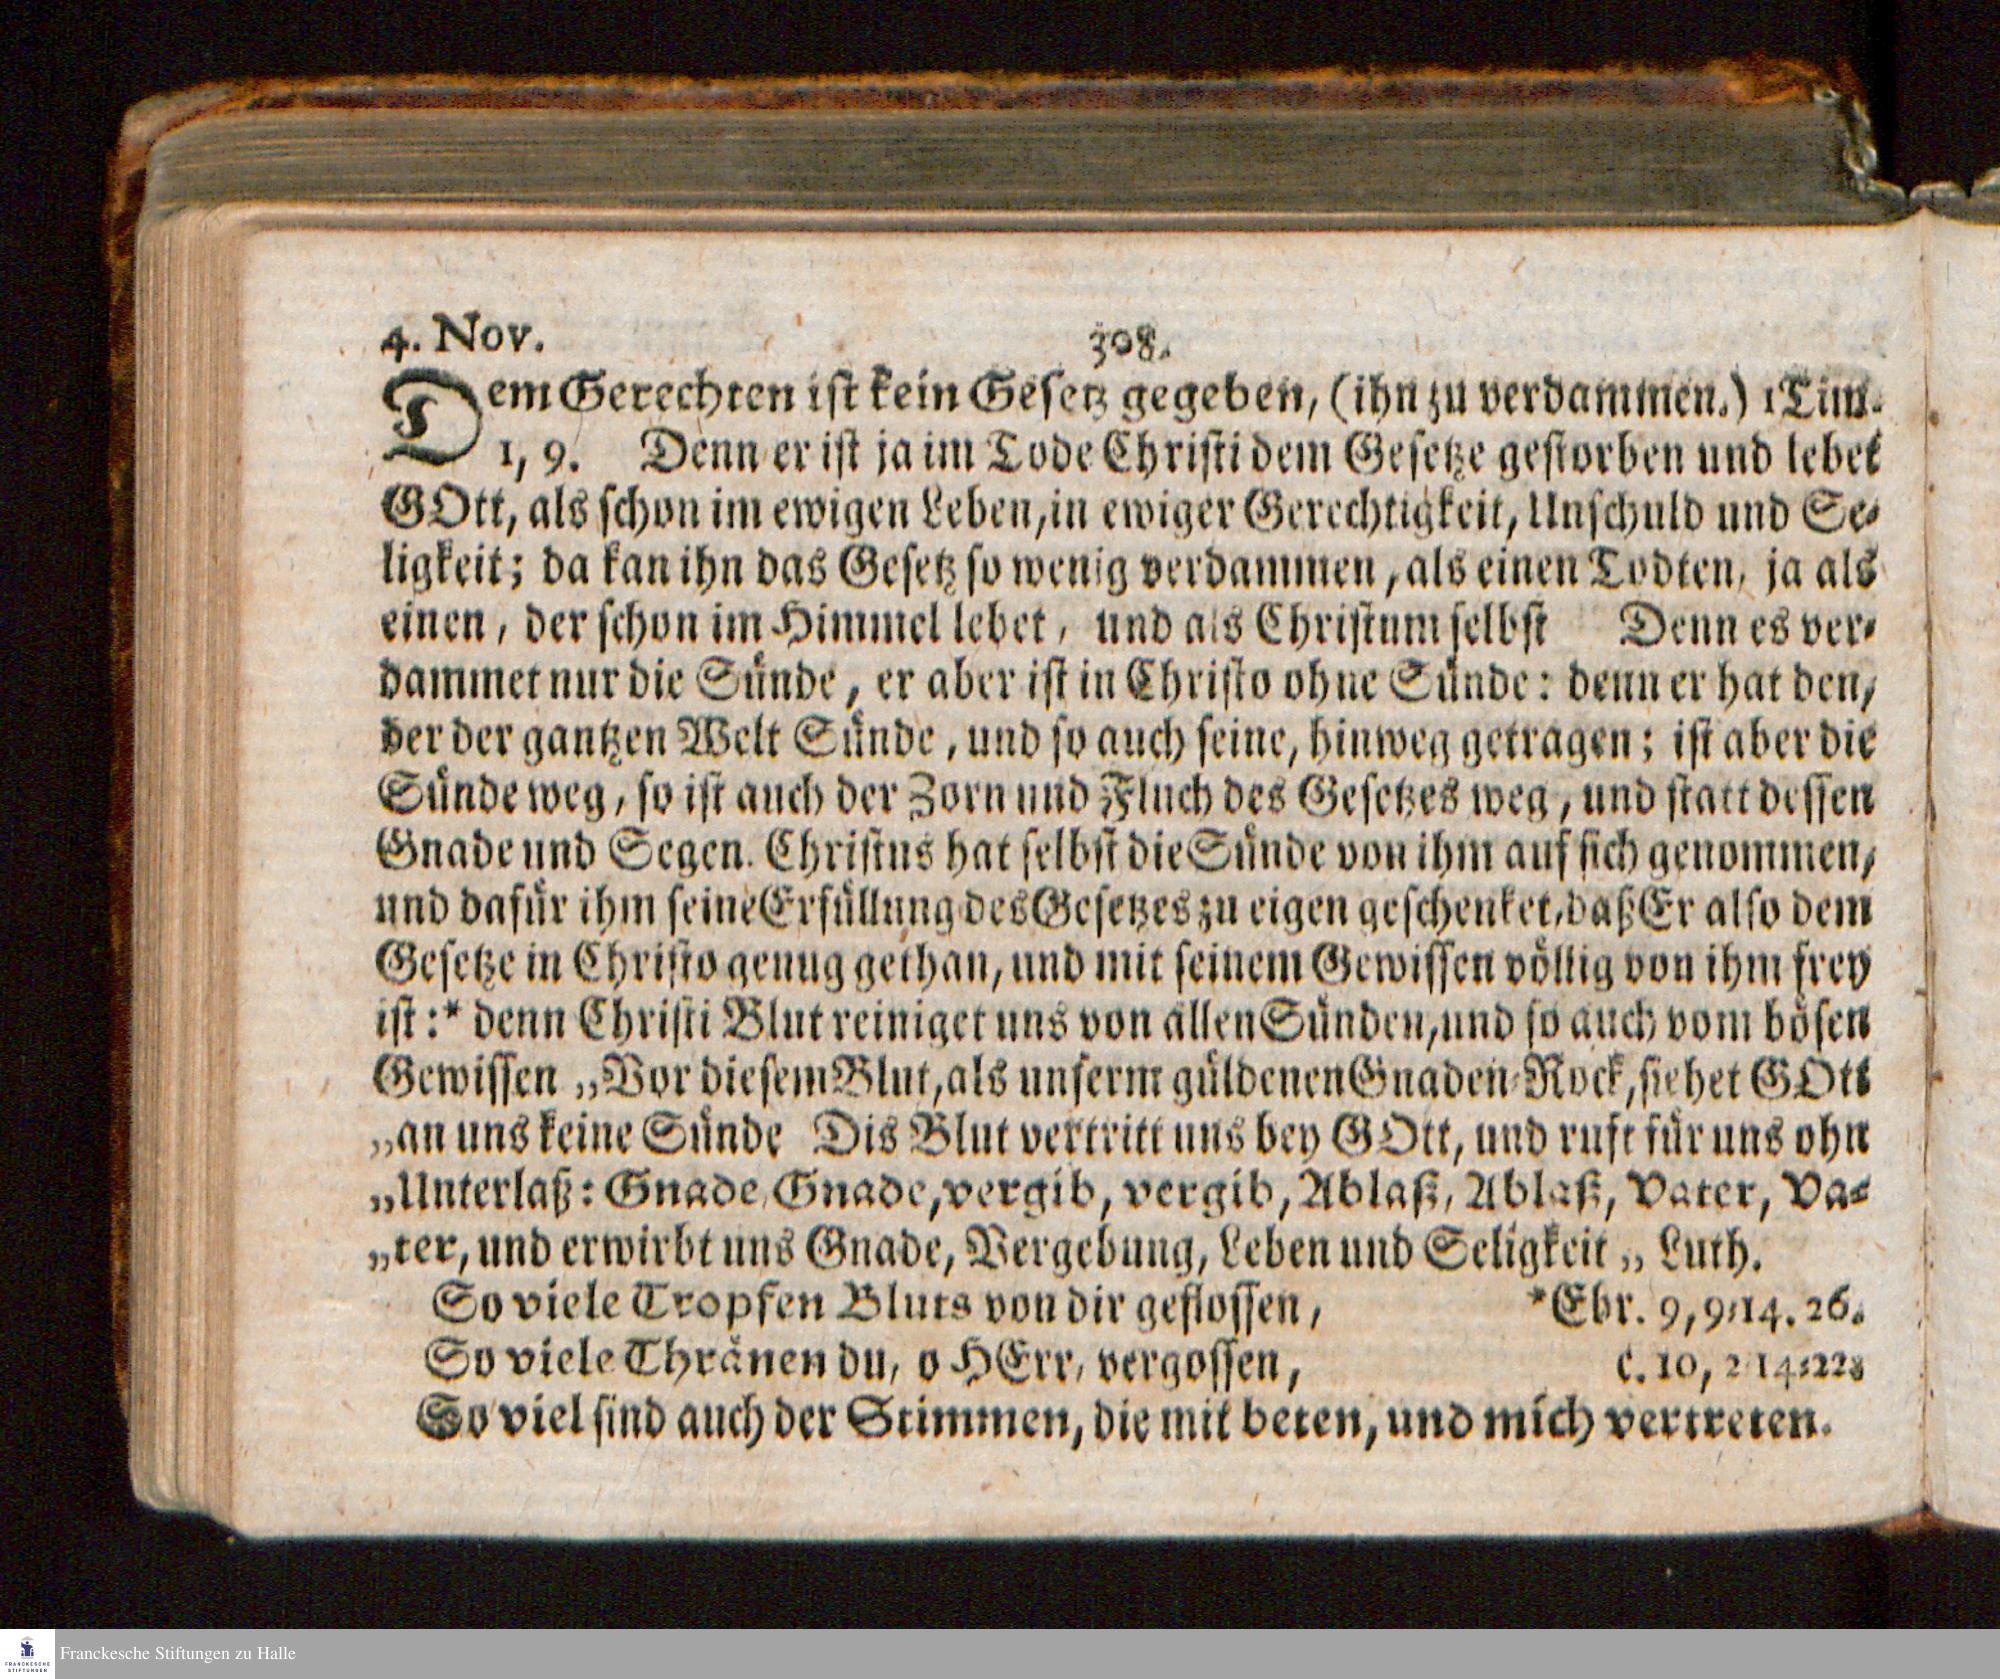 4. Nov. 308.
Dem Gerechten ist kein Gesetz gegeben, (ihn zu verdammen.) 1 Tim.
1, 9. Denn er ist ja im Tode Christi dem Gesetze gestorben und lebet
GOtt, als schon im ewigen Leben, in ewiger Gerechtigkeit, Unschuld und Se-
ligkeit; da kan ihn das Gesetz so wenig verdammen, als einen Todten, ja als
einen, der schon im Himmel lebet, und als Christum selbst Denn es ver-
dammet nur die Sünde, er aber ist in Christo ohne Sünde: denn er hat den,
der der gantzen Welt Sünde, und so auch seine, hinweg getragen; ist aber die
Sünde weg, so ist auch der Zorn und Fluch des Gesetzes weg, und statt dessen
Gnade und Segen. Christus hat selbst die Sünde von ihm auf sich genommen,
und dafür ihm seine Erfüllung des Gesetzes zu eigen geschenket, daß Er also dem
Gesetze in Christo genug gethan, und mit seinem Gewissen völlig von ihm frey
ist:* denn Christi Blut reiniget uns von allen Sünden, und so auch vom bösen
Gewissen „Vor diesem Blut, als unserm güldenen Gnaden-Rock, siehet GOtt
„an uns keine Sünde Dis Blut vertritt uns bey GOtt, und ruft für uns ohn
„Unterlaß: Gnade, Gnade, vergib, vergib, Ablaß, Ablaß, Vater, Va-
„ter, und erwirbt uns Gnade, Vergebung, Leben und Seligkeit „ Luth.
So viele Tropfen Bluts von dir geflossen, *Ebr. 9, 9-14. 26.
So viele Thränen du, o HErr, vergossen, c. 10, 2 14-22.
So viel sind auch der Stimmen, die mit beten, und mich vertreten.
FRANCKESCHE
STIFTUNGEN
Franckesche Stiftungen zu Halle